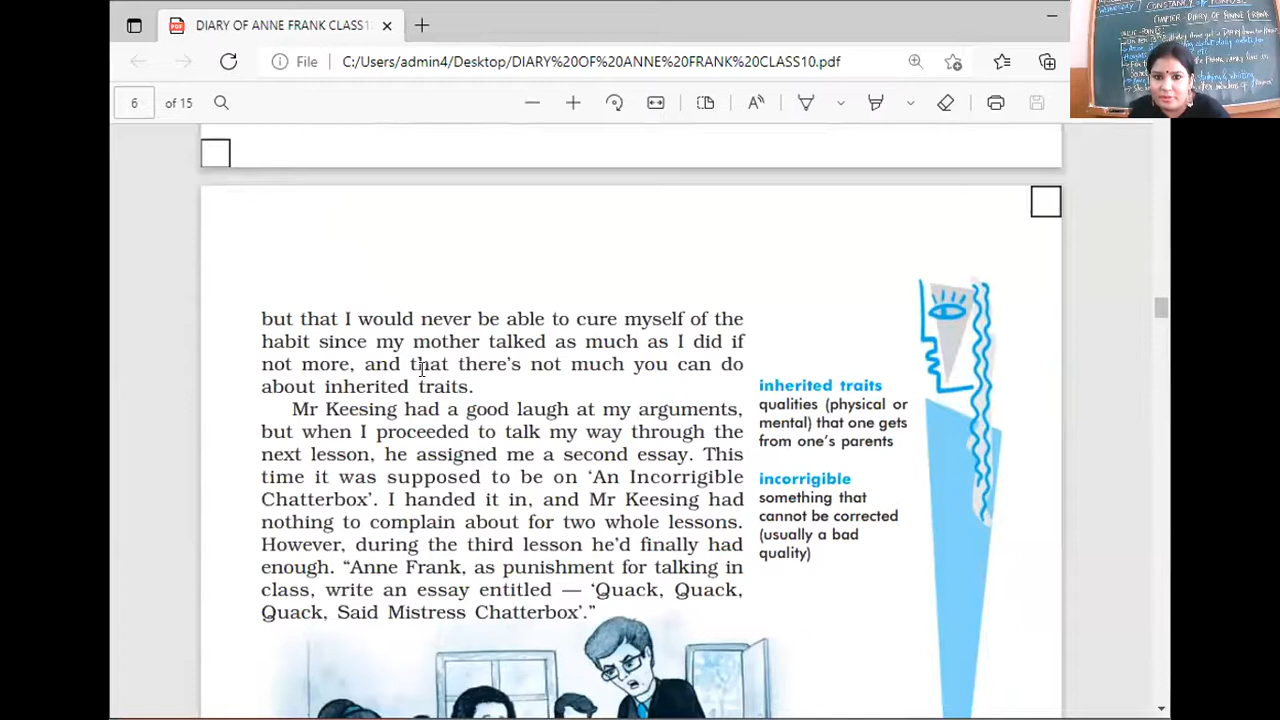 DIARY OF ANNE FRANK CLASS1
File
C:/Users/admin4/Desktop/DIARY%20OF%20ANNE%20FRANK%20CLASS10.pdf
6 of 15
CHAPTER-DIARY OF ANNE FRANK
but that I would never be able to cure myself of the
habit since my mother talked as much as I did if
not more, and that there's not much you can do
about inherited traits.
Mr Keesing had a good laugh at my arguments,
but when I proceeded to talk my way through the
next lesson, he assigned me a second essay. This
time it was supposed to be on ‘An Incorrigible
Chatterbox’. I handed it in, and Mr Keesing had
nothing to complain about for two whole lessons.
However, during the third lesson he’d finally had
enough. “Anne Frank, as punishment for talking in
class, write an essay entitled — ‘Quack, Quack,
Quack, Said Mistress Chatterbox’.”
inherited traits
qualities (physical or
mental) that one gets
from one’s parents
incorrigible
something that
cannot be corrected
(usually a bad
quality)